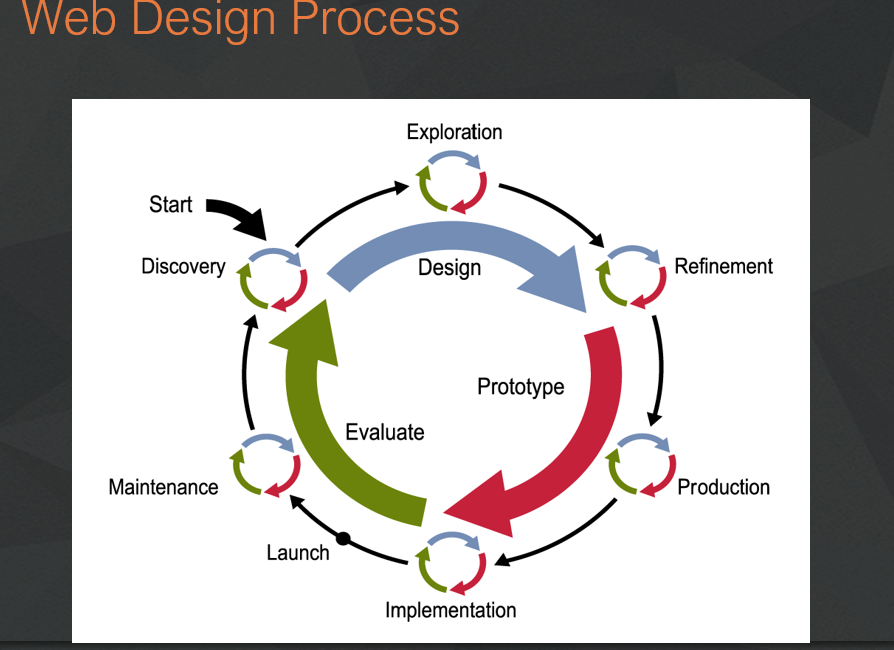 Web Design Process
Exploration
Start
Discovery
Design
Refinement
Prototype
Evaluate
Maintenance
Production
Launch
Implementation